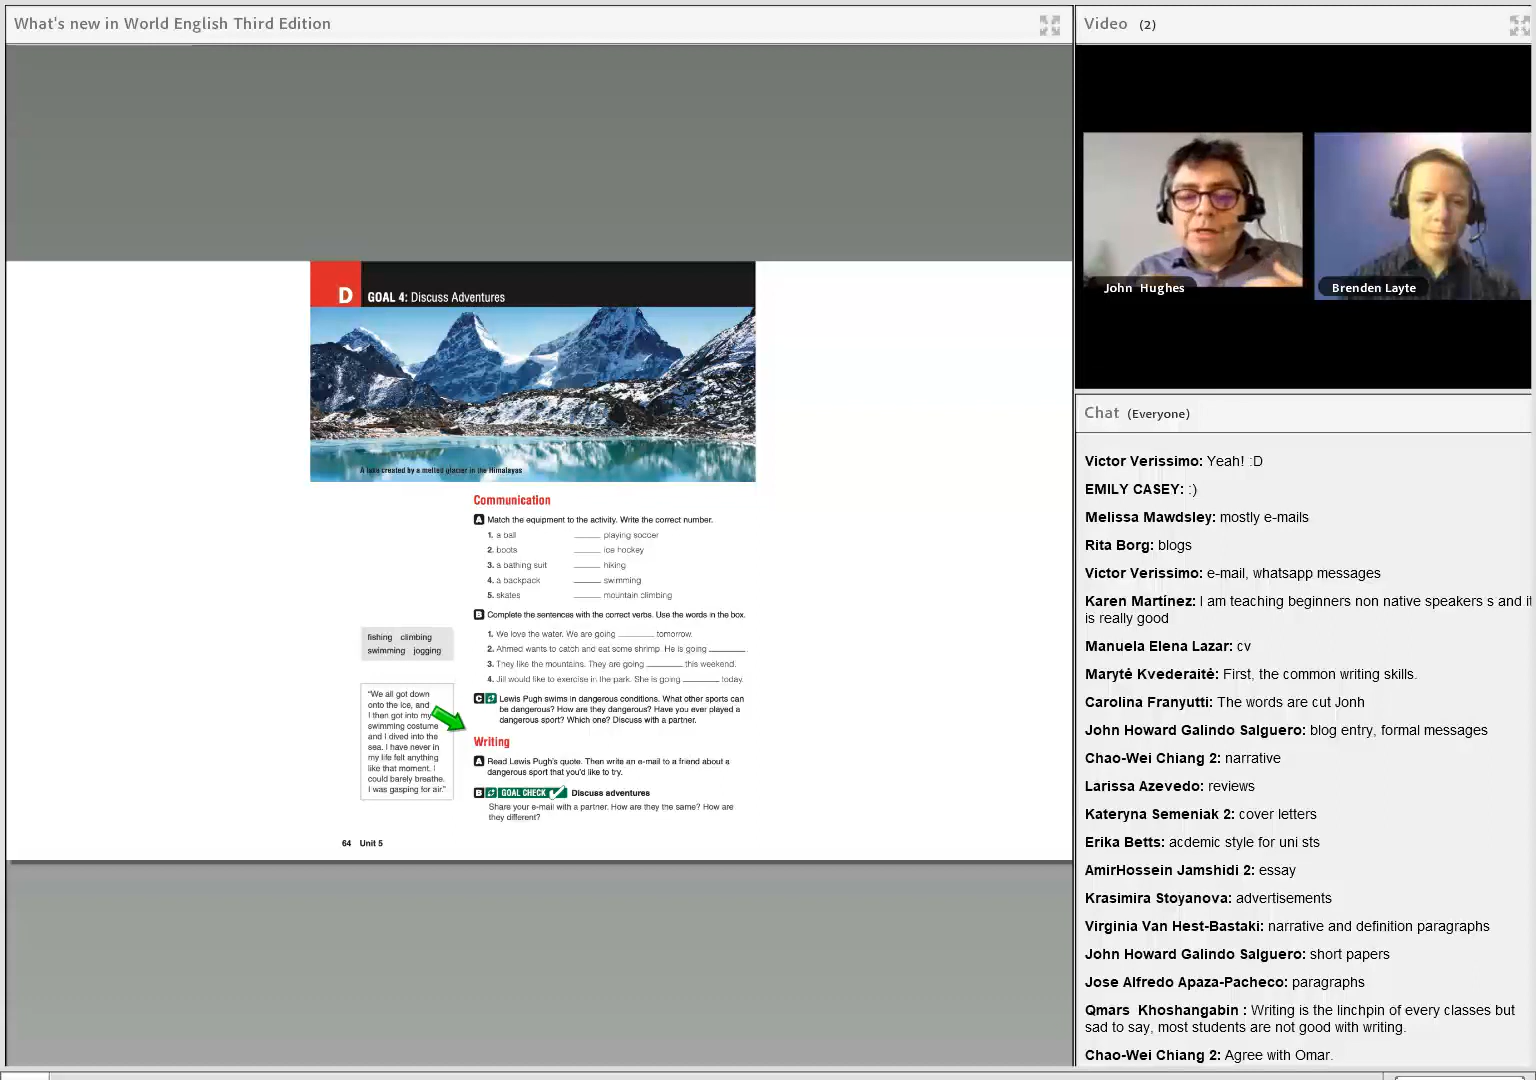 What's new in World English Third Edition
D
GOAL 4: Discuss Adventures
A lake created by a melted glacier in the Himalayas
Communication
A Match the equipment to the activity. Write the correct number.
1. a ball ______ playing soccer
2. boots ______ ice hockey
3. a bathing suit ______ hiking
4. a backpack ______ swimming
5. skates ______ mountain climbing
B Complete the sentences with the correct verbs. Use the words in the box.
fishing climbing
swimming jogging
1. We love the water. We are going ________ tomorrow.
2. Ahmed wants to catch and eat some shrimp. He is going ________.
3. They like the mountains. They are going ________ this weekend.
4. Jill would like to exercise in the park. She is going ________ today.
C Lewis Pugh swims in dangerous conditions. What other sports can
be dangerous? How are they dangerous? Have you ever played a
dangerous sport? Which one? Discuss with a partner.
"We all got down
onto the ice, and
I then got into my
swimming costume
and I dived into the
sea. I have never in
my life felt anything
like that moment. I
could barely breathe.
I was gasping for air."
Writing
A Read Lewis Pugh's quote. Then write an e-mail to a friend about a
dangerous sport that you'd like to try.
B GOAL CHECK Discuss adventures
Share your e-mail with a partner. How are they the same? How are
they different?
64 Unit 5
Video (2)
John Hughes
Brenden Layte
Chat (Everyone)
Victor Verissimo: Yeah! :D
EMILY CASEY: :)
Melissa Mawdsley: mostly e-mails
Rita Borg: blogs
Victor Verissimo: e-mail, whatsapp messages
Karen Martínez: I am teaching beginners non native speakers s and it
is really good
Manuela Elena Lazar: cv
Marytė Kvederaitė: First, the common writing skills.
Carolina Franyutti: The words are cut Jonh
John Howard Galindo Salguero: blog entry, formal messages
Chao-Wei Chiang 2: narrative
Larissa Azevedo: reviews
Kateryna Semeniak 2: cover letters
Erika Betts: acdemic style for uni sts
AmirHossein Jamshidi 2: essay
Krasimira Stoyanova: advertisements
Virginia Van Hest-Bastaki: narrative and definition paragraphs
John Howard Galindo Salguero: short papers
Jose Alfredo Apaza-Pacheco: paragraphs
Qmars Khoshangabin : Writing is the linchpin of every classes but
sad to say, most students are not good with writing.
Chao-Wei Chiang 2: Agree with Omar.